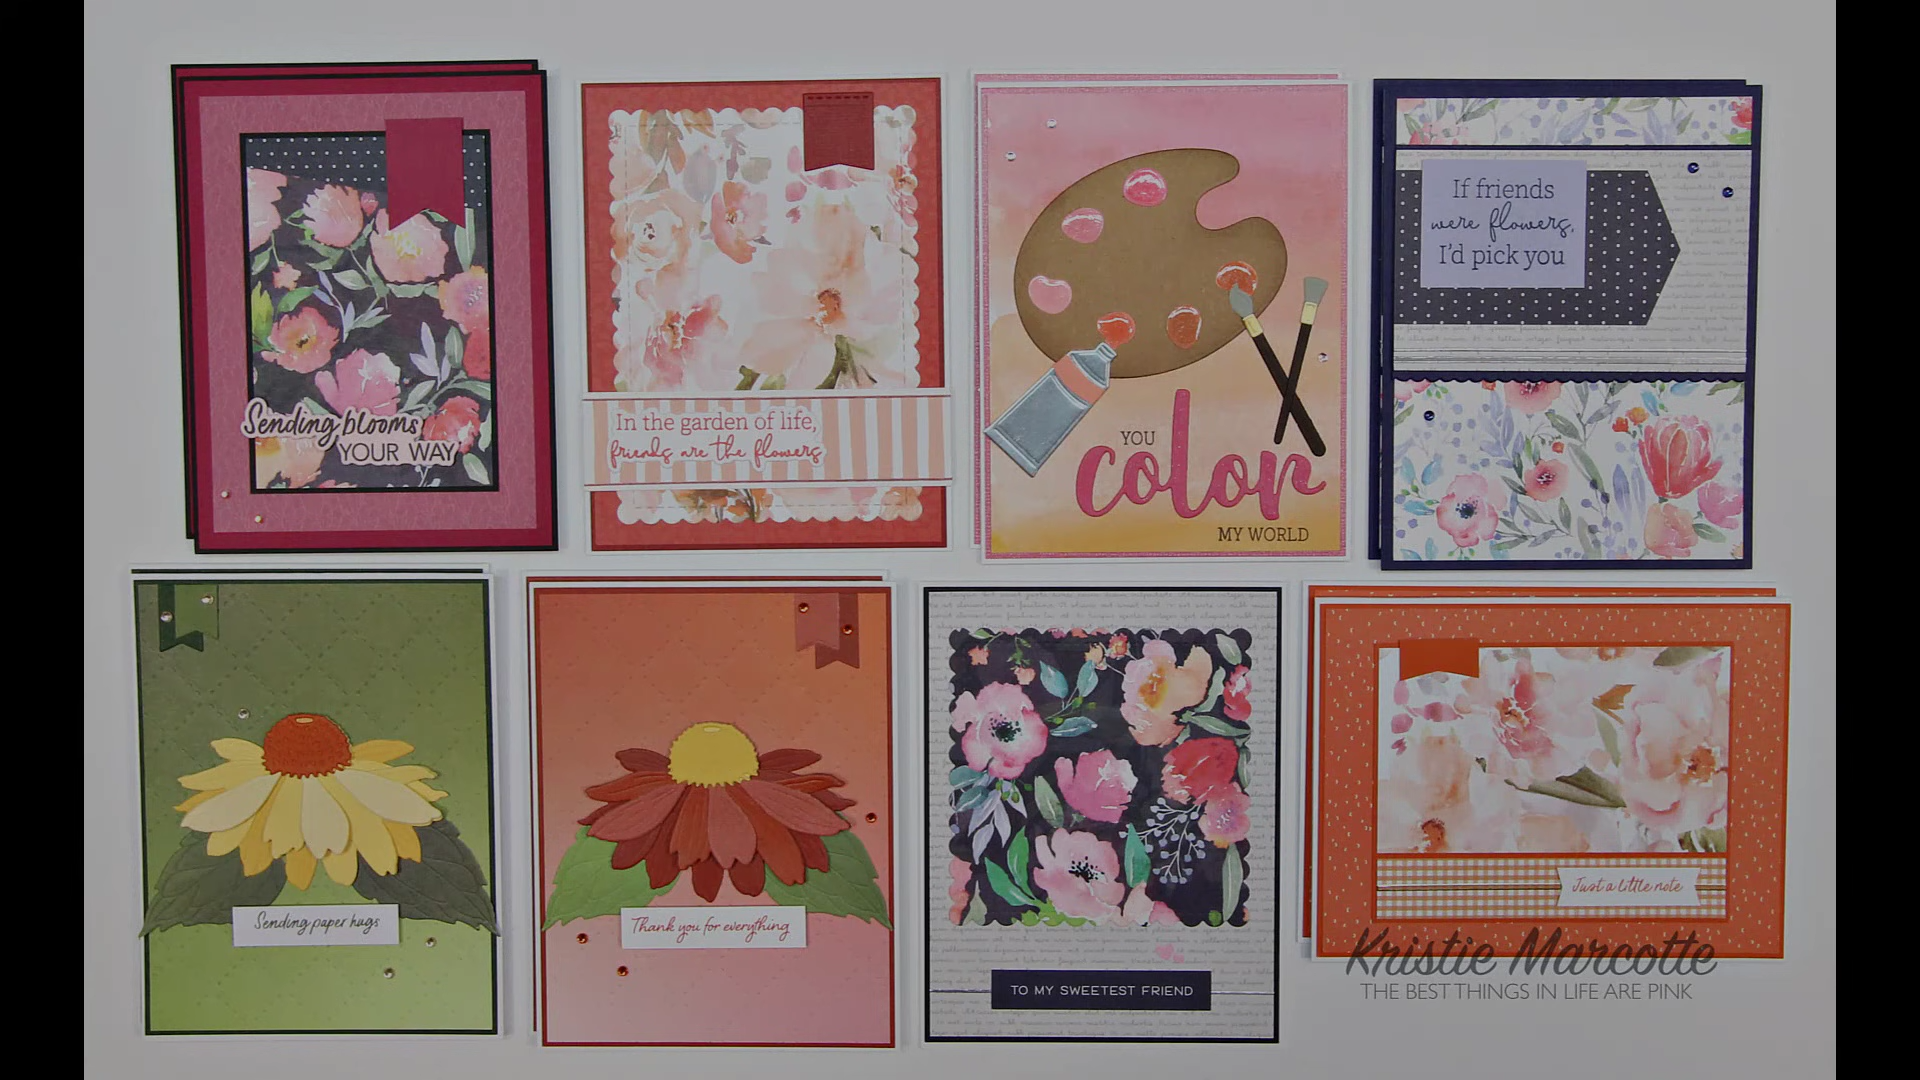 Sending blooms
YOUR WAY
In the garden of life,
friends are the flowers
YOU
color
MY WORLD
If friends
were flowers,
I'd pick you
Sending paper hugs
Thank you for everything
TO MY SWEETEST FRIEND
Just a little note
Kristie Marcotte
THE BEST THINGS IN LIFE ARE PINK